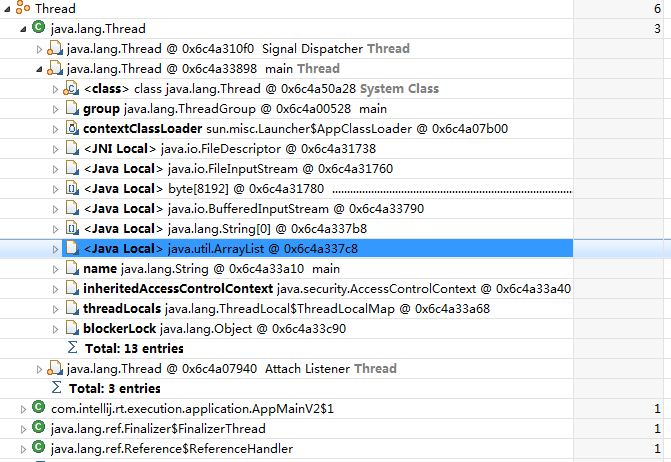 Thread 6
java.lang.Thread 3
java.lang.Thread @ 0x6c4a310f0 Signal Dispatcher Thread
java.lang.Thread @ 0x6c4a33898 main Thread
<class> class java.lang.Thread @ 0x6c4a50a28 System Class
group java.lang.ThreadGroup @ 0x6c4a00528 main
contextClassLoader sun.misc.Launcher$AppClassLoader @ 0x6c4a07b00
<JNI Local> java.io.FileDescriptor @ 0x6c4a31738
<Java Local> java.io.FileInputStream @ 0x6c4a31760
<Java Local> byte[8192] @ 0x6c4a31780 ........................................................................
<Java Local> java.io.BufferedInputStream @ 0x6c4a33790
<Java Local> java.lang.String[0] @ 0x6c4a337b8
<Java Local> java.util.ArrayList @ 0x6c4a337c8
name java.lang.String @ 0x6c4a33a10 main
inheritedAccessControlContext java.security.AccessControlContext @ 0x6c4a33a40
threadLocals java.lang.ThreadLocal$ThreadLocalMap @ 0x6c4a33a68
blockerLock java.lang.Object @ 0x6c4a33c90
Σ Total: 13 entries
java.lang.Thread @ 0x6c4a07940 Attach Listener Thread
Σ Total: 3 entries
com.intellij.rt.execution.application.AppMainV2$1 1
java.lang.ref.Finalizer$FinalizerThread 1
java.lang.ref.Reference$ReferenceHandler 1